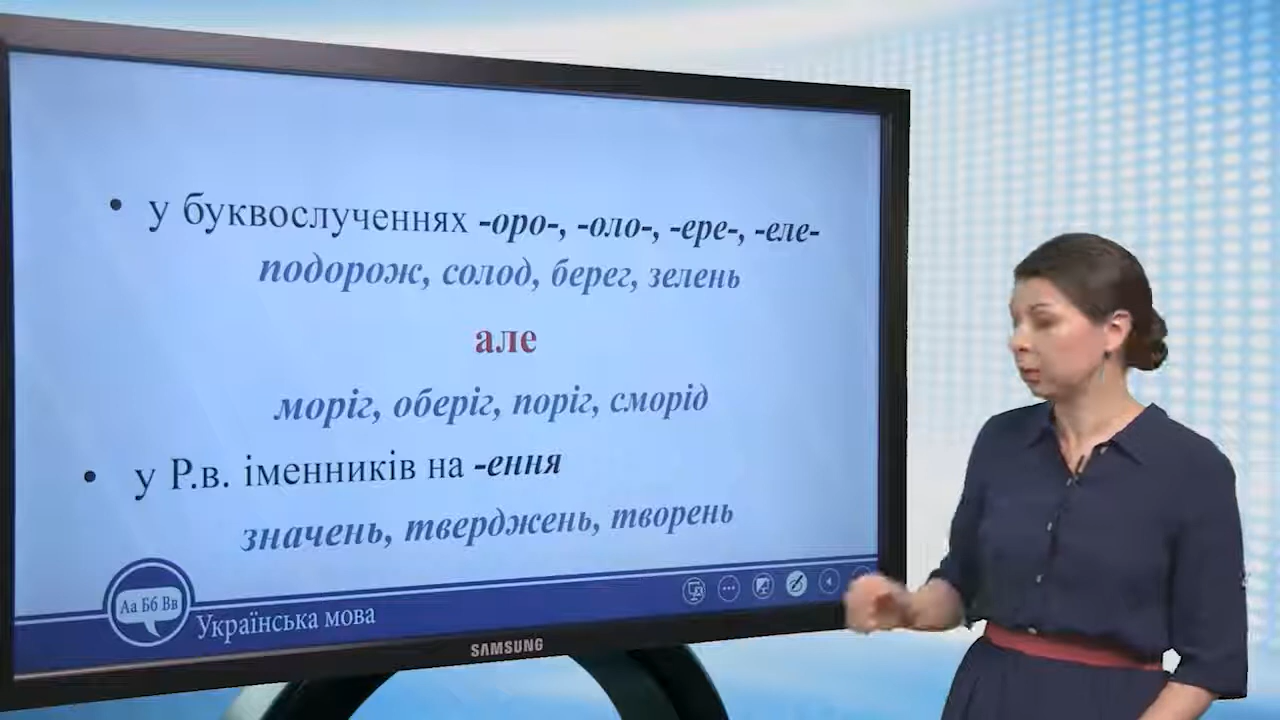 • у буквослученнях -оро-, -оло-, -ере-, -еле-
подорож, солод, берег, зелень
але
моріг, оберіг, поріг, сморід
• у Р.в. іменників на -ення
значень, тверджень, творень
Аа Бб Вв
Українська мова
SAMSUNG